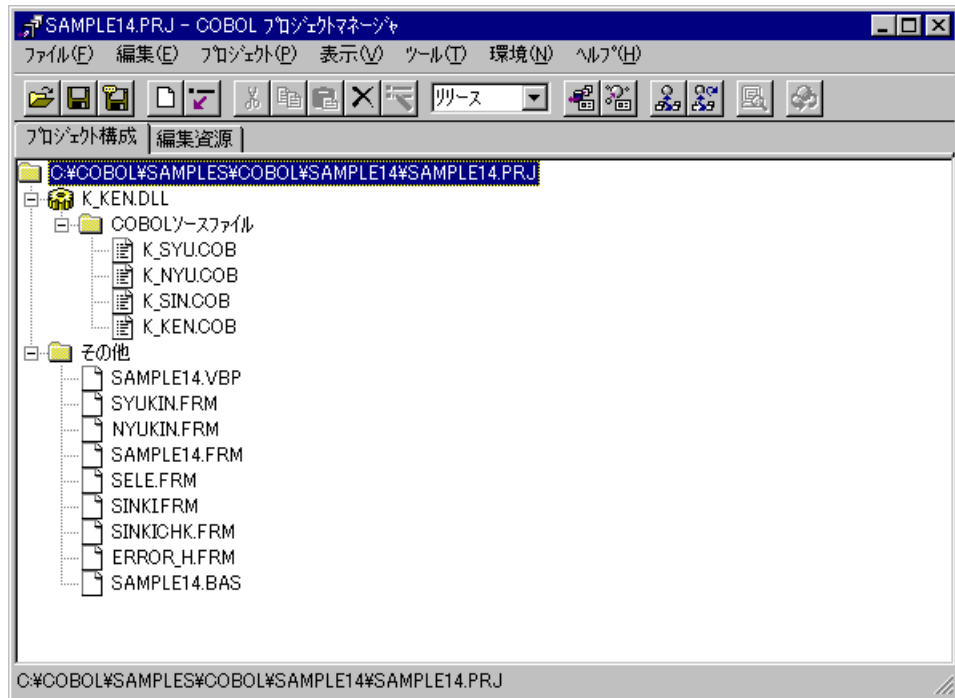 SAMPLE14.PRJ - COBOL プロジェクトマネージャ
ファイル(F) 編集(E) プロジェクト(P) 表示(V) ツール(T) 環境(N) ヘルプ(H)
リリース
プロジェクト構成 編集資源
C:¥COBOL¥SAMPLES¥COBOL¥SAMPLE14¥SAMPLE14.PRJ
K_KEN.DLL
COBOLソースファイル
K_SYU.COB
K_NYU.COB
K_SIN.COB
K_KEN.COB
その他
SAMPLE14.VBP
SYUKIN.FRM
NYUKIN.FRM
SAMPLE14.FRM
SELE.FRM
SINKI.FRM
SINKICHK.FRM
ERROR_H.FRM
SAMPLE14.BAS
C:¥COBOL¥SAMPLES¥COBOL¥SAMPLE14¥SAMPLE14.PRJ